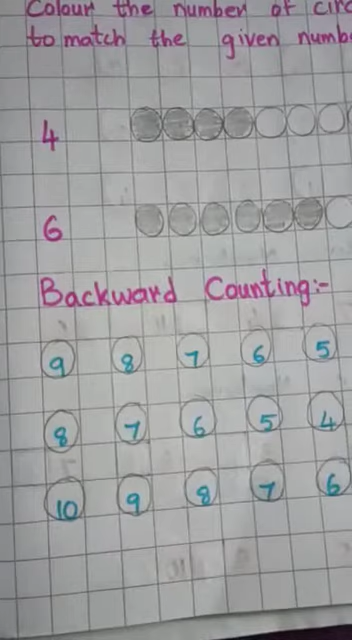 Colour the number of circ
to match the given numb
4
6
Backward Counting:-
9 8 7 6 5
8 7 6 5 4
10 9 8 7 6